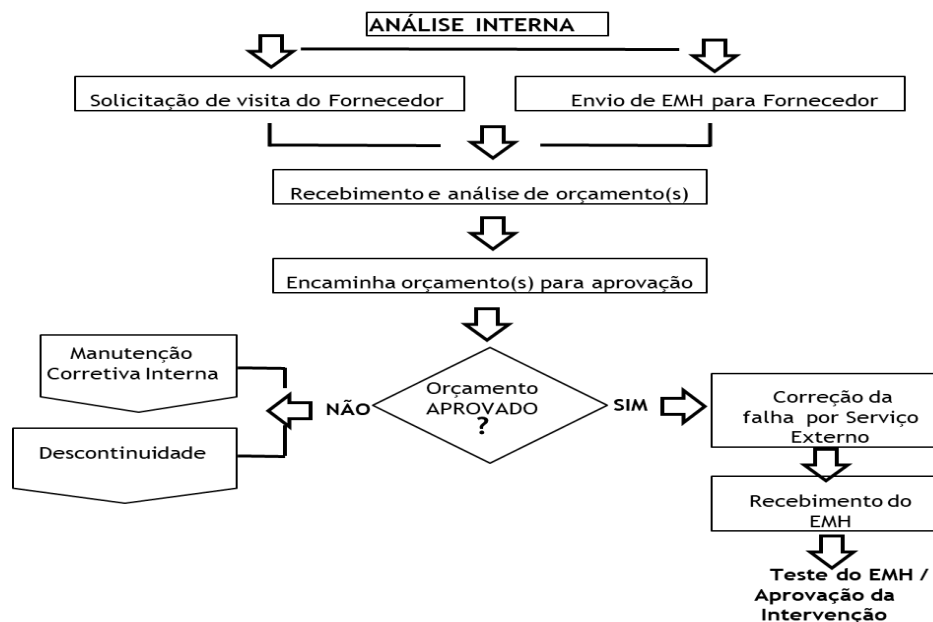 ANÁLISE INTERNA
Solicitação de visita do Fornecedor
Envio de EMH para Fornecedor
Recebimento e análise de orçamento(s)
Encaminha orçamento(s) para aprovação
Manutenção
Corretiva Interna
Descontinuidade
NÃO
Orçamento
APROVADO
?
SIM
Correção da
falha por Serviço
Externo
Recebimento do
EMH
Teste do EMH /
Aprovação da
Intervenção